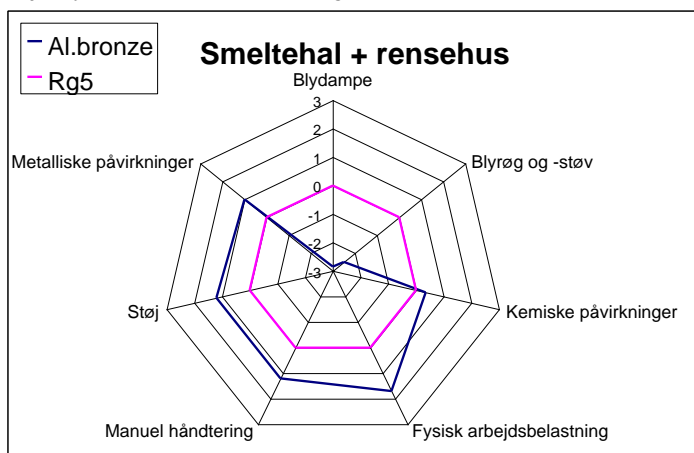 Al.bronze
Rg5
Smeltehal + rensehus
Blydampe
3
2
1
0
-1
-2
-3
Metalliske påvirkninger
Blyrøg og -støv
Støj
Kemiske påvirkninger
Manuel håndtering
Fysisk arbejdsbelastning